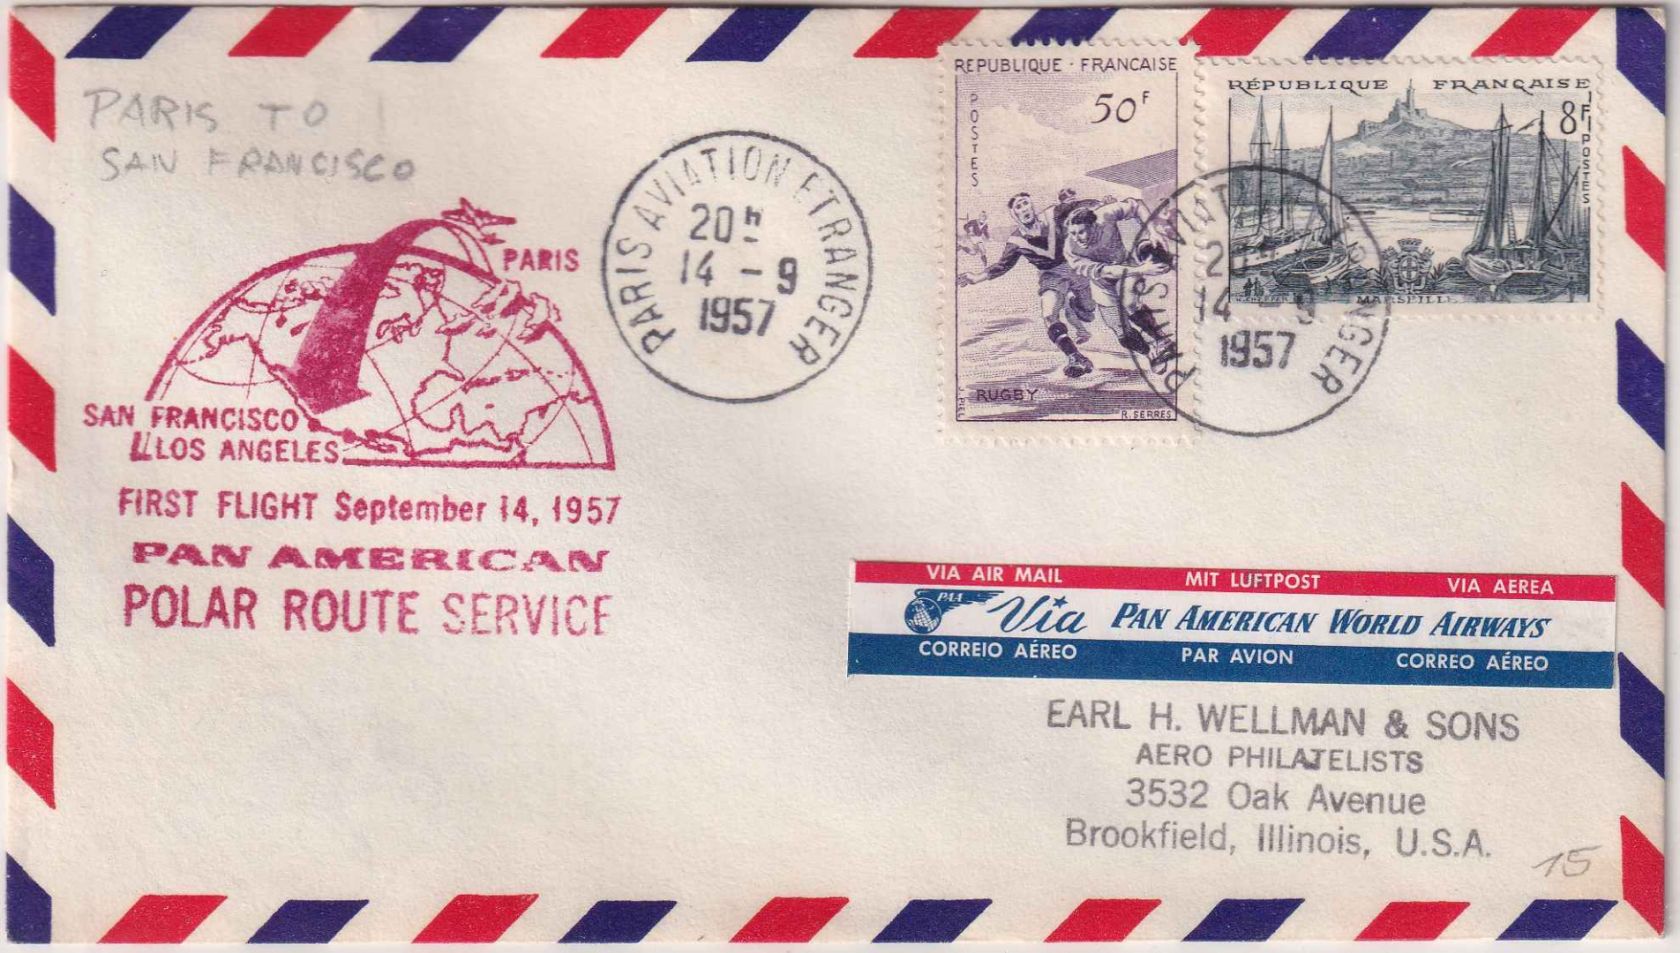 PARIS TO
SAN FRANCISCO
PARIS
SAN FRANCISCO
LOS ANGELES
FIRST FLIGHT September 14, 1957
PAN AMERICAN
POLAR ROUTE SERVICE
PARIS AVIATION ETRANGER
20H
14 - 9
1957
REPUBLIQUE · FRANCAISE
50F
POSTES
RUGBY
R. SERRES
RÉPUBLIQUE FRANÇAISE
8F
POSTES
MARSEILLE
14 - 9
1957
VIA AIR MAIL MIT LUFTPOST VIA AEREA
PAA Via PAN AMERICAN WORLD AIRWAYS
CORREIO AÉREO PAR AVION CORREO AÉREO
EARL H. WELLMAN & SONS
AERO PHILATELISTS
3532 Oak Avenue
Brookfield, Illinois, U.S.A.
15